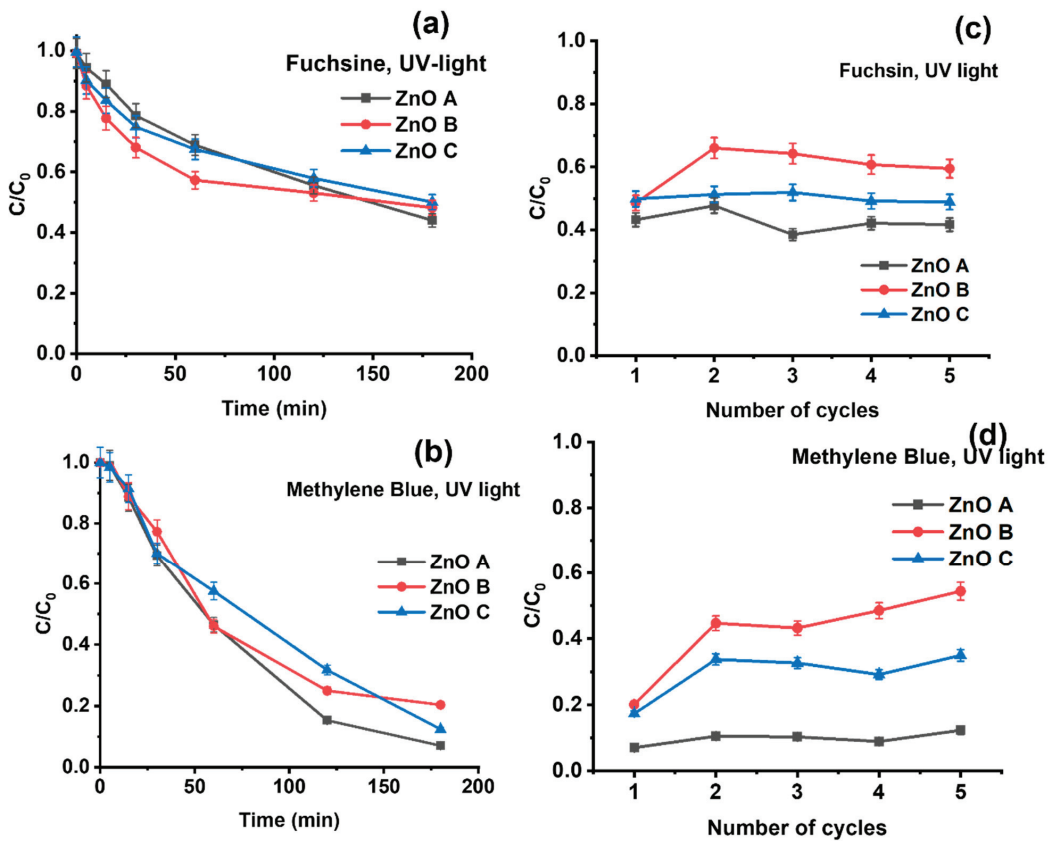 (a)
Fuchsine, UV-light
ZnO A
ZnO B
ZnO C
C/C0
1.0
0.8
0.6
0.4
0.2
0.0
0
50
100
150
200
Time (min)
(c)
Fuchsin, UV light
ZnO A
ZnO B
ZnO C
C/C0
1.0
0.8
0.6
0.4
0.2
0.0
1
2
3
4
5
Number of cycles
(b)
Methylene Blue, UV light
ZnO A
ZnO B
ZnO C
C/C0
1.0
0.8
0.6
0.4
0.2
0.0
0
50
100
150
200
Time (min)
(d)
Methylene Blue, UV light
ZnO A
ZnO B
ZnO C
C/C0
1.0
0.8
0.6
0.4
0.2
0.0
1
2
3
4
5
Number of cycles